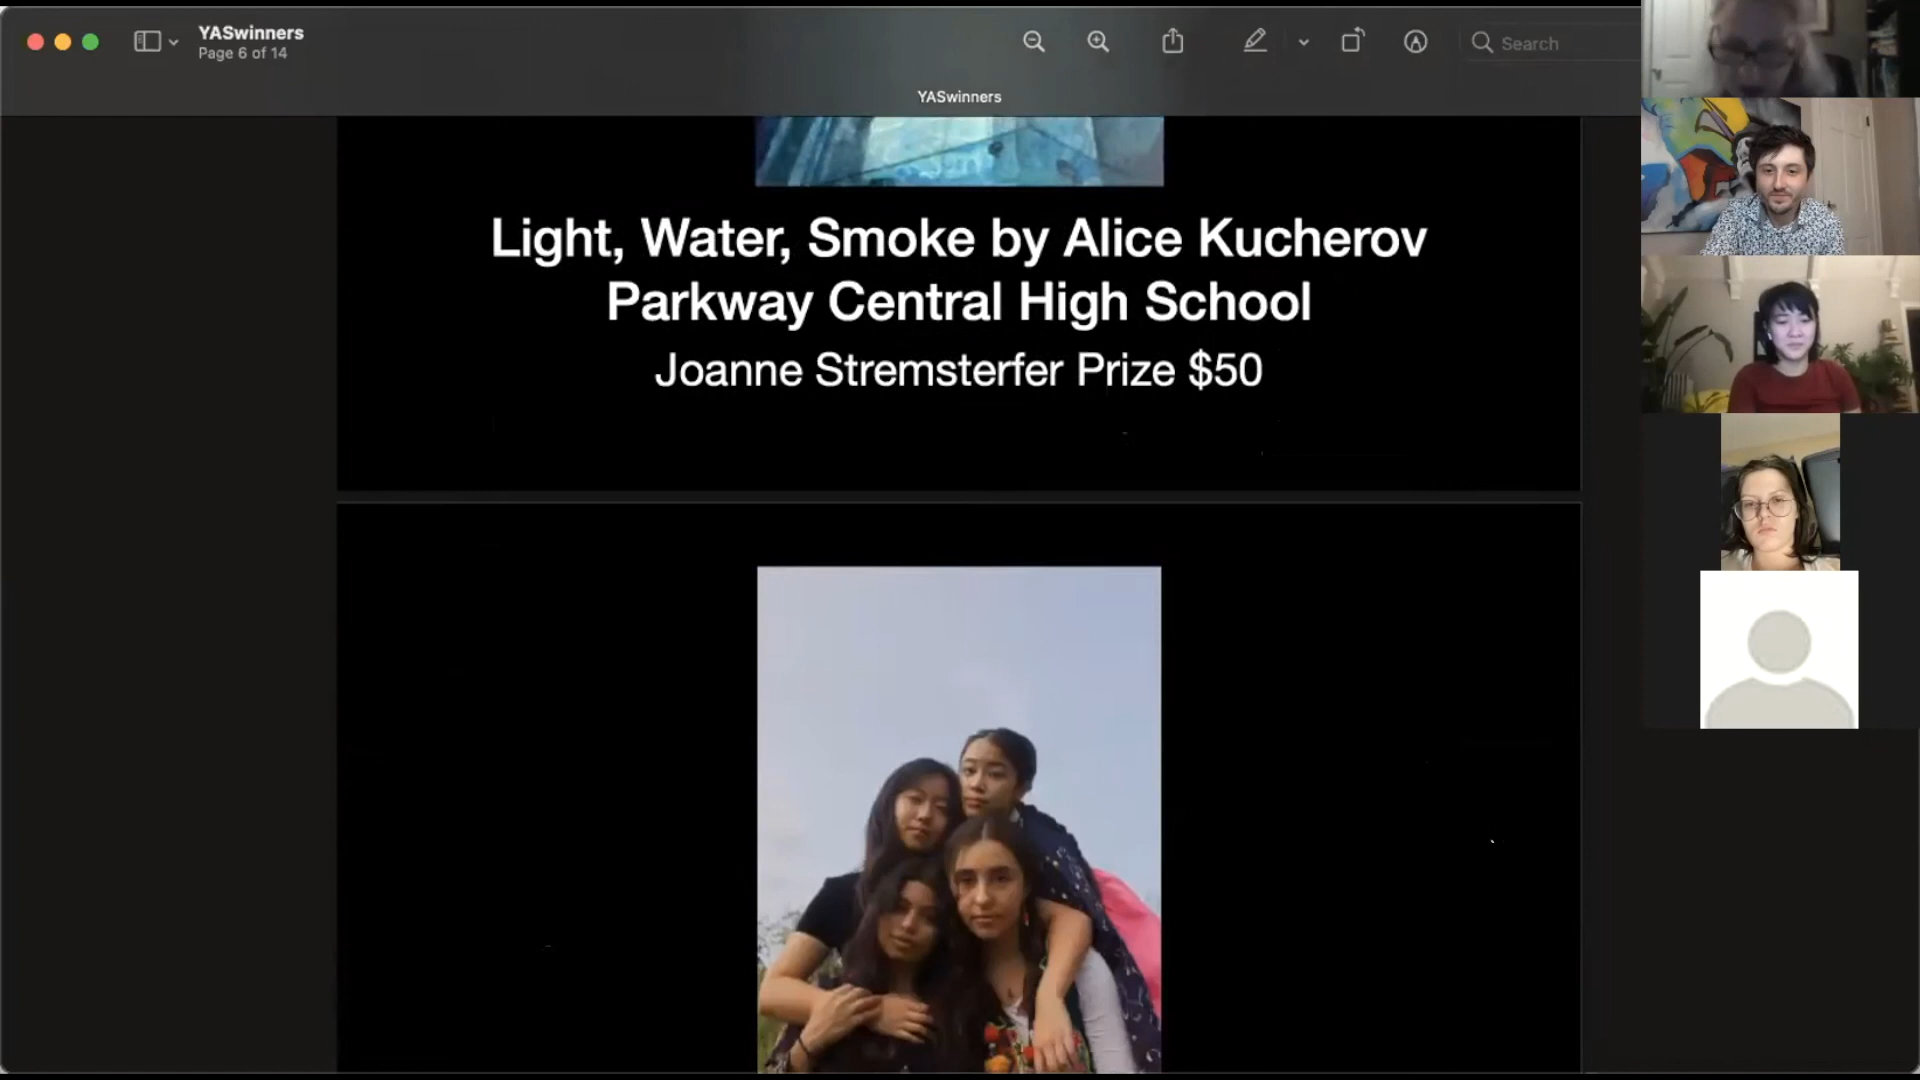 YASwinners
Page 6 of 14
Search
YASwinners
Light, Water, Smoke by Alice Kucherov
Parkway Central High School
Joanne Stremsterfer Prize $50